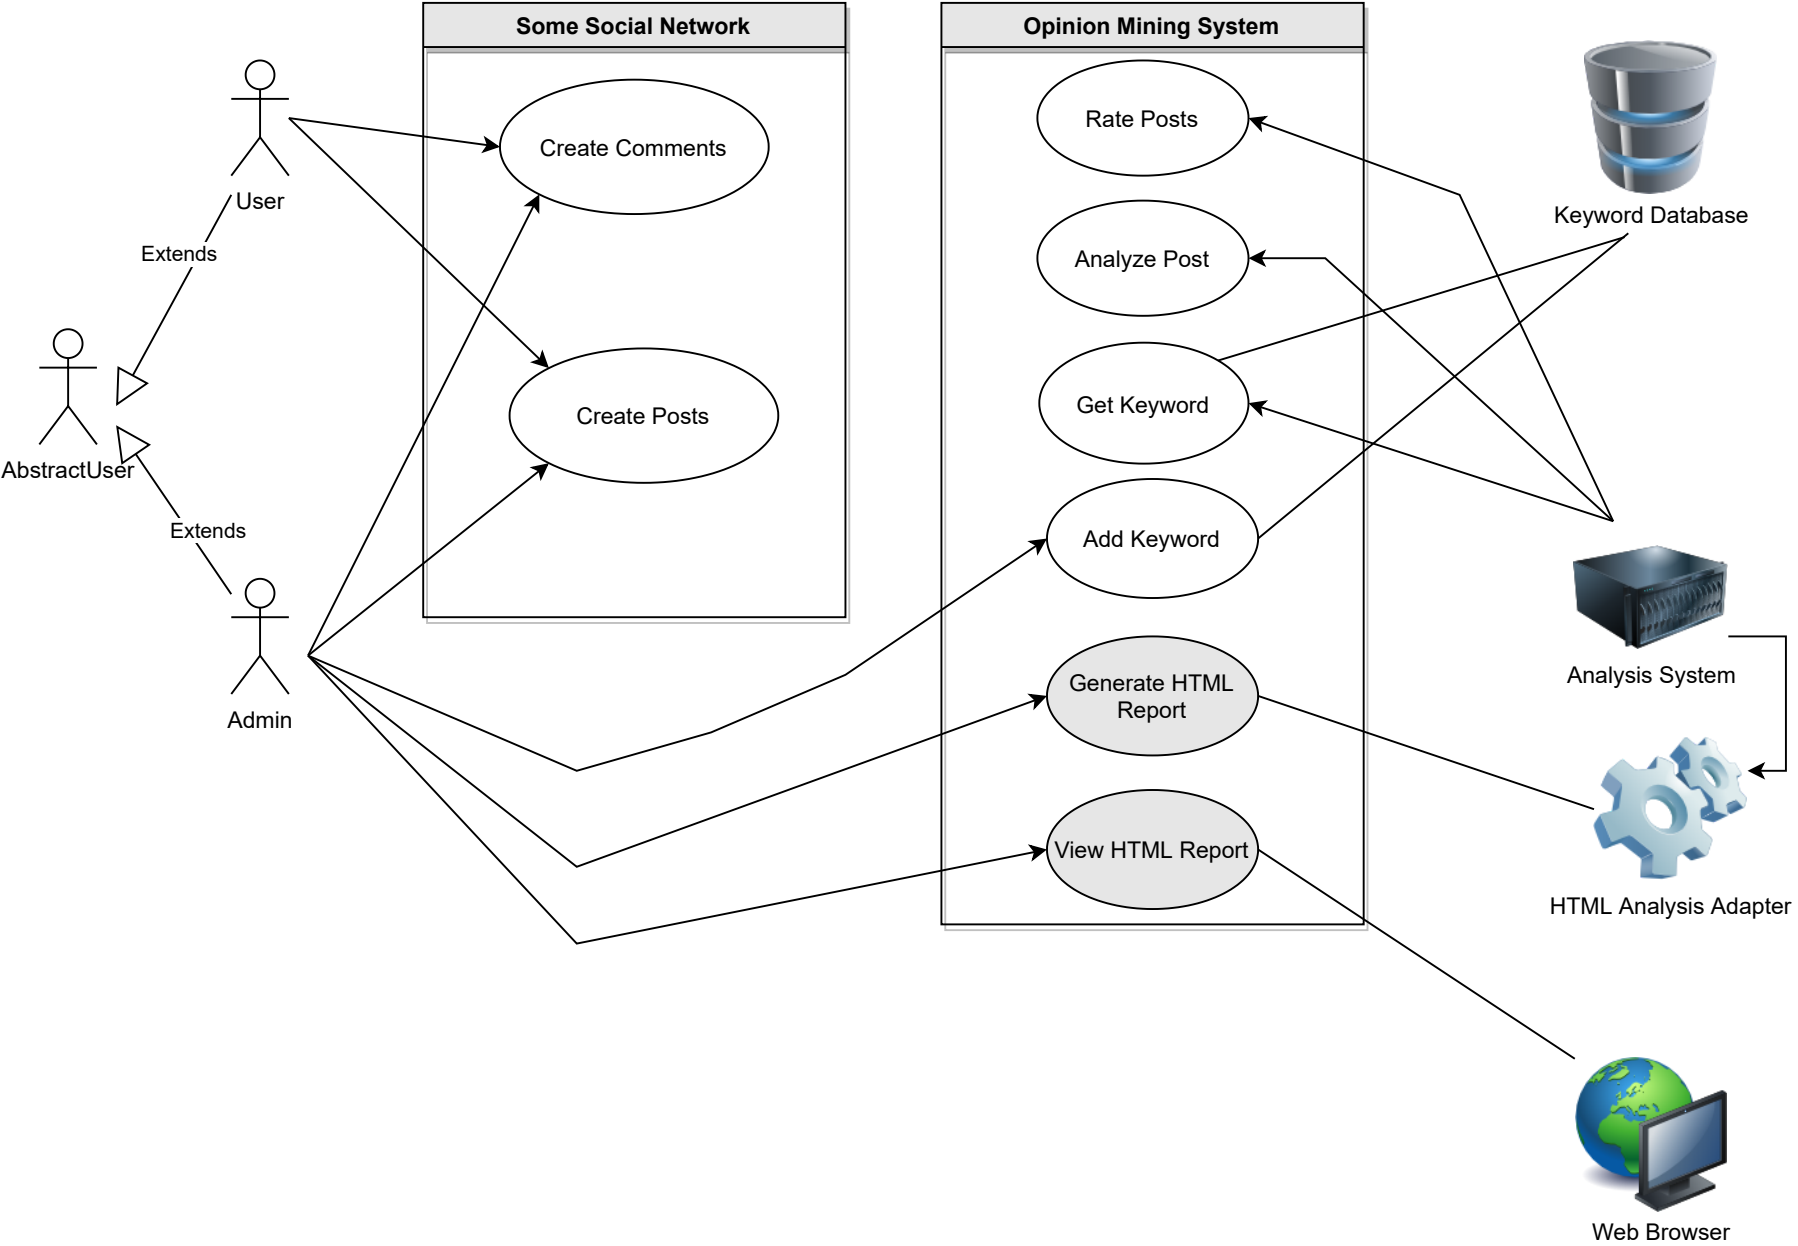 Some Social Network
Opinion Mining System
User
Extends
AbstractUser
Extends
Admin
Create Comments
Create Posts
Rate Posts
Analyze Post
Get Keyword
Add Keyword
Generate HTML
Report
View HTML Report
Keyword Database
Analysis System
HTML Analysis Adapter
Web Browser